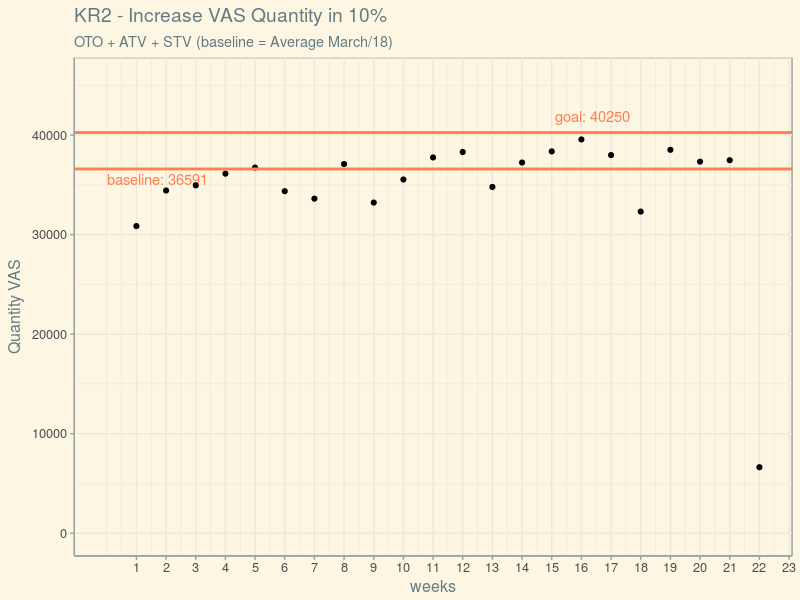 KR2 - Increase VAS Quantity in 10%
OTO + ATV + STV (baseline = Average March/18)
goal: 40250
baseline: 36591
40000
30000
20000
10000
0
Quantity VAS
1 2 3 4 5 6 7 8 9 10 11 12 13 14 15 16 17 18 19 20 21 22 23
weeks